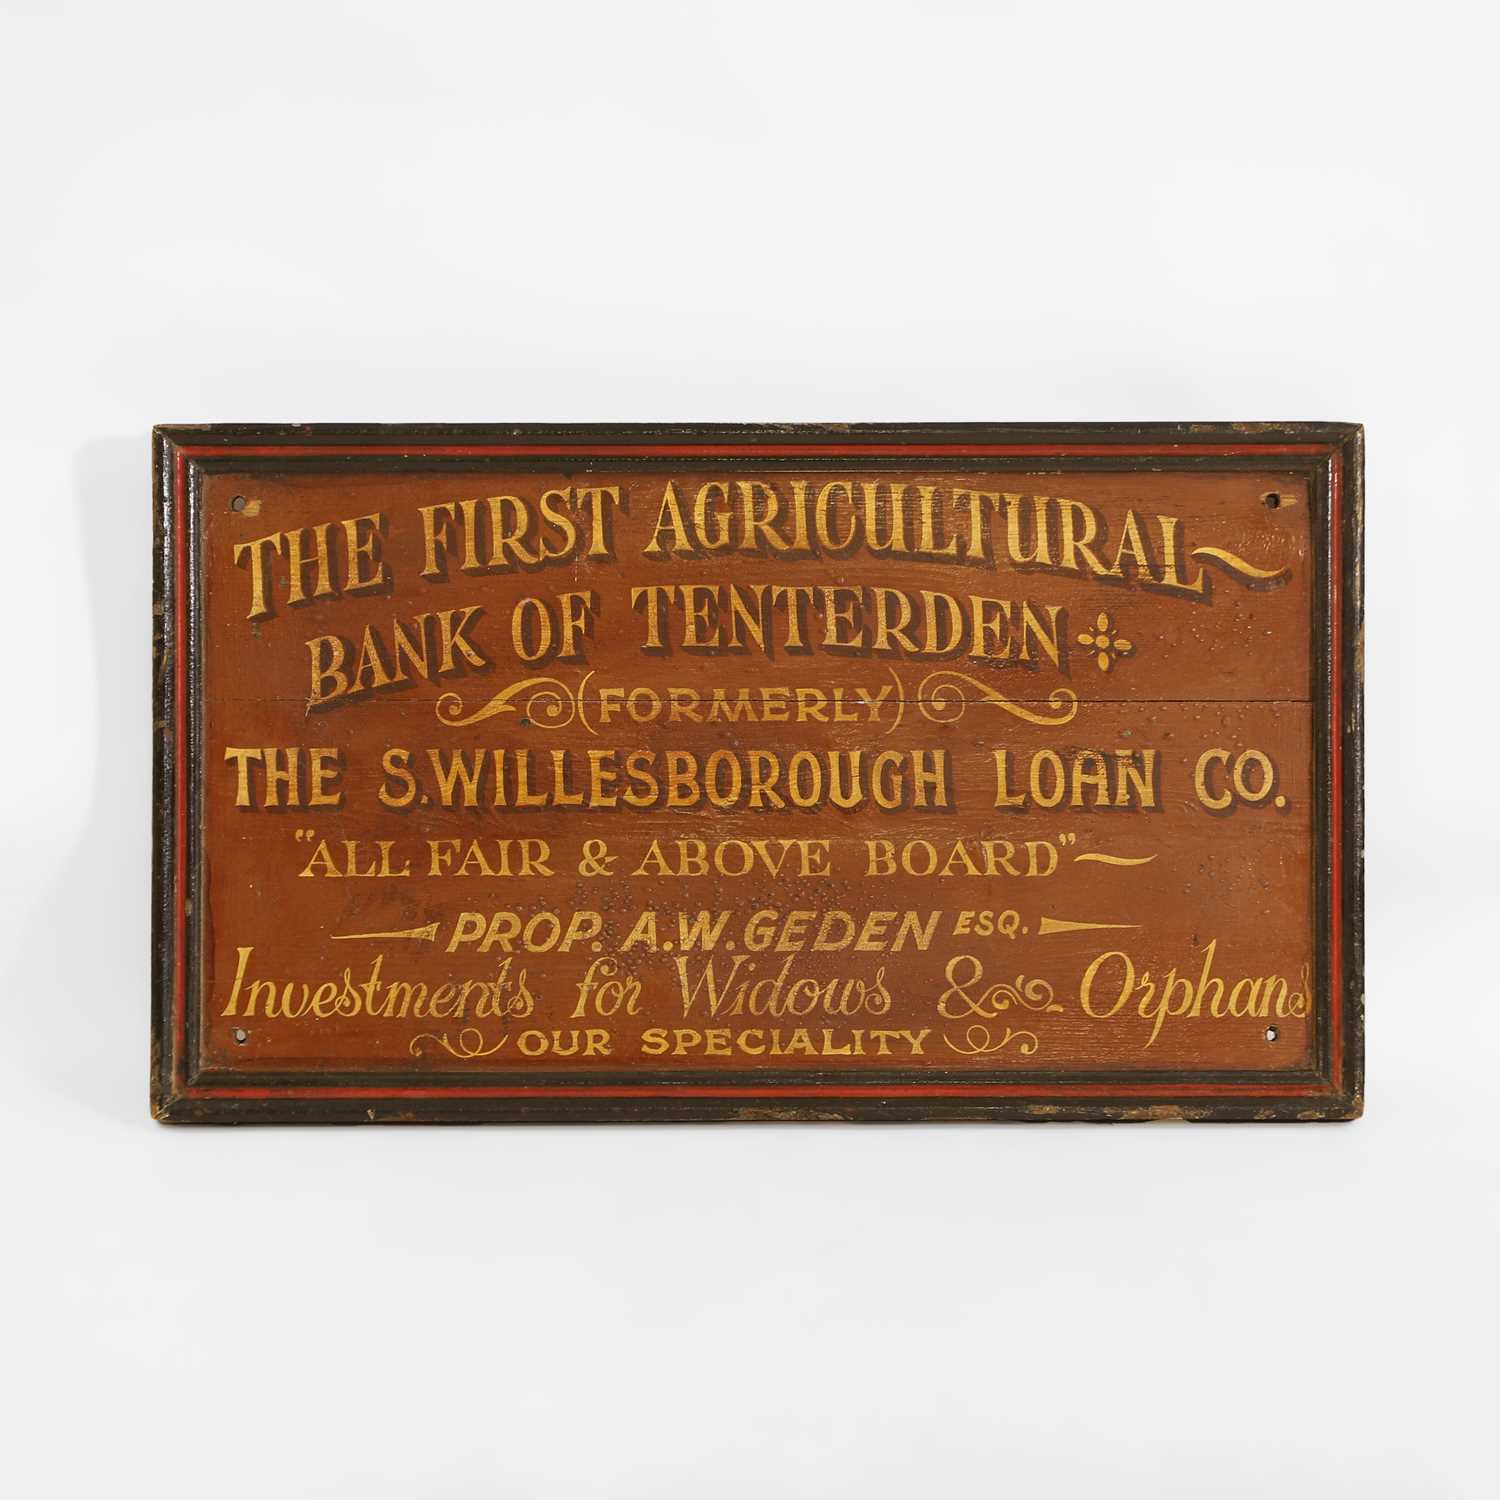 THE FIRST AGRICULTURAL
BANK OF TENTERDEN
(FORMERLY)
THE S. WILLESBOROUGH LOAN CO.
"ALL FAIR & ABOVE BOARD"
PROP. A.W. GEDEN ESQ.
Investments for Widows & Orphans
OUR SPECIALITY